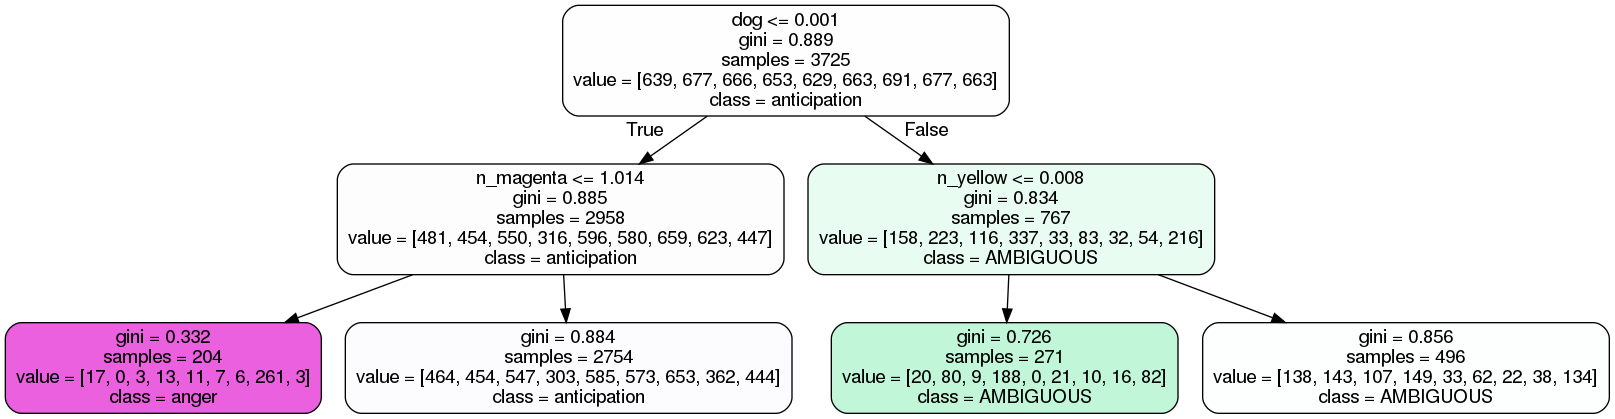 dog <= 0.001
gini = 0.889
samples = 3725
value = [639, 677, 666, 653, 629, 663, 691, 677, 663]
class = anticipation
True
False
n_magenta <= 1.014
gini = 0.885
samples = 2958
value = [481, 454, 550, 316, 596, 580, 659, 623, 447]
class = anticipation
n_yellow <= 0.008
gini = 0.834
samples = 767
value = [158, 223, 116, 337, 33, 83, 32, 54, 216]
class = AMBIGUOUS
gini = 0.332
samples = 204
value = [17, 0, 3, 13, 11, 7, 6, 261, 3]
class = anger
gini = 0.884
samples = 2754
value = [464, 454, 547, 303, 585, 573, 653, 362, 444]
class = anticipation
gini = 0.726
samples = 271
value = [20, 80, 9, 188, 0, 21, 10, 16, 82]
class = AMBIGUOUS
gini = 0.856
samples = 496
value = [138, 143, 107, 149, 33, 62, 22, 38, 134]
class = AMBIGUOUS